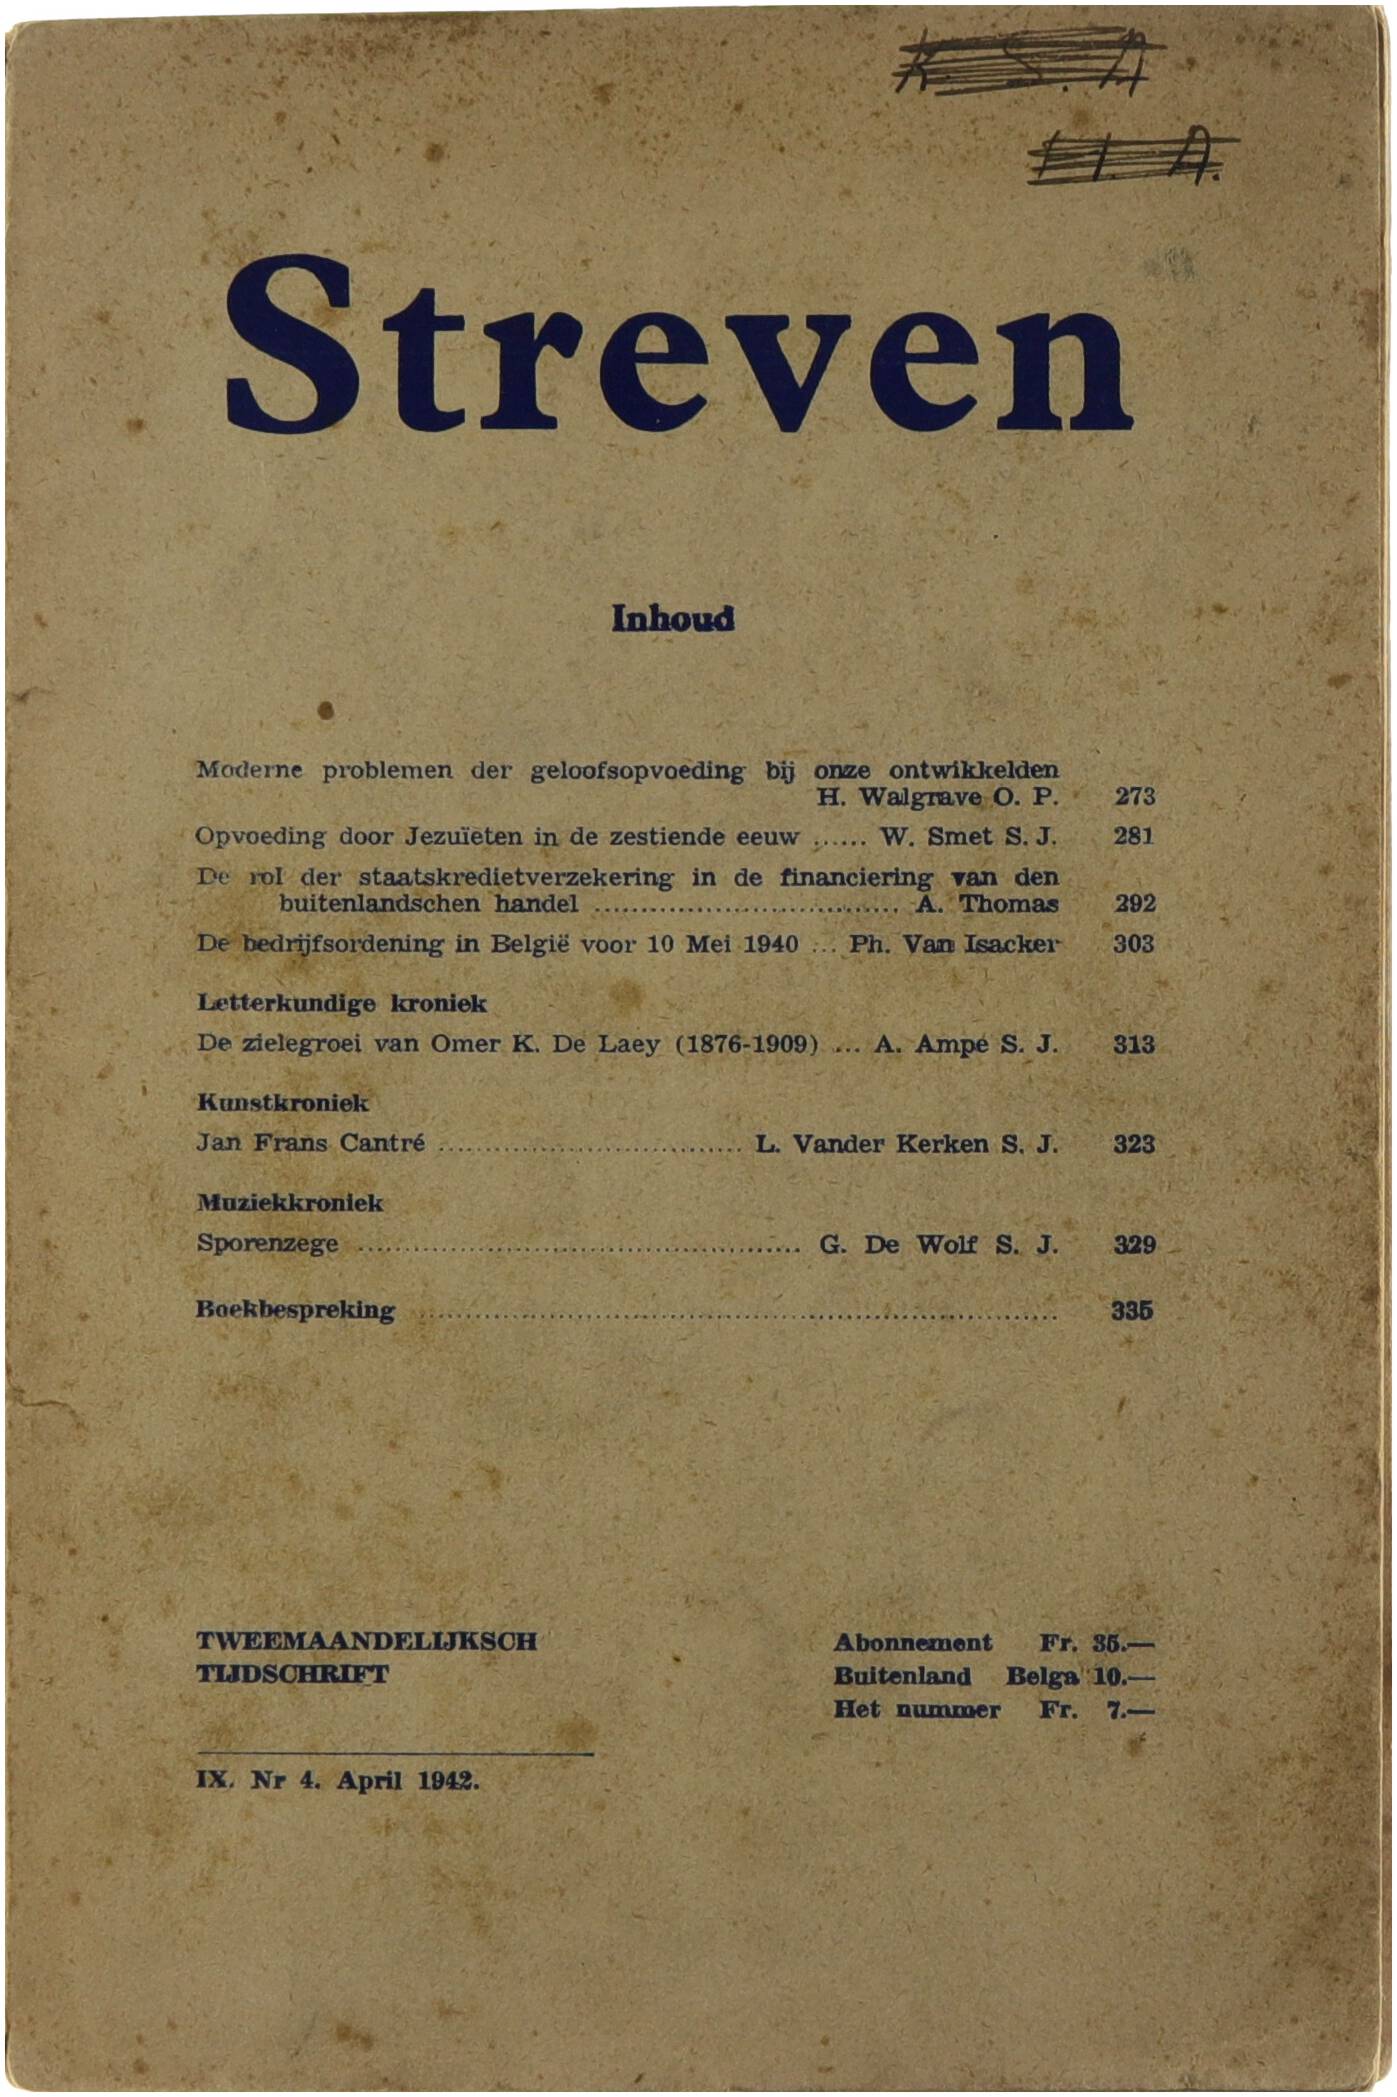 K. S. A
Streven
Inhoud
Moderne problemen der geloofsopvoeding bij onze ontwikkelden
H. Walgrave O. P. 273
Opvoeding door Jezuïeten in de zestiende eeuw ...... W. Smet S. J. 281
De rol der staatskredietverzekering in de financiering van den
buitenlandschen handel .................................. A. Thomas 292
De bedrijfsordening in België voor 10 Mei 1940 ... Ph. Van Isacker 303
Letterkundige kroniek
De zielegroei van Omer K. De Laey (1876-1909) ... A. Ampe S. J. 313
Kunstkroniek
Jan Frans Cantré ................................. L. Vander Kerken S. J. 323
Muziekkroniek
Sporenzege ................................................ G. De Wolf S. J. 329
Boekbespreking ..................................................................... 335
TWEEMAANDELIJKSCH
TIJDSCHRIFT
Abonnement Fr. 35.—
Buitenland Belga 10.—
Het nummer Fr. 7.—
IX. Nr 4. April 1942.